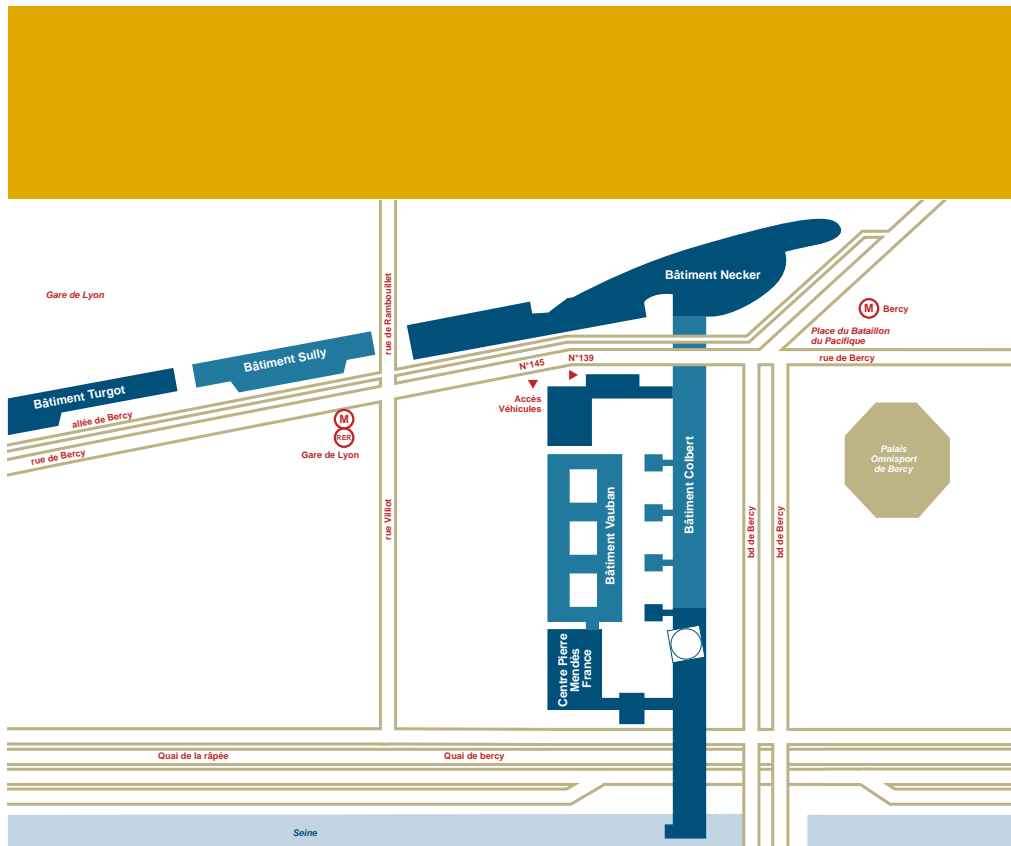 Bâtiment Necker
Gare de Lyon
rue de Rambouillet
M
Bercy
Place du Bataillon
du Pacifique
rue de Bercy
Bâtiment Sully
N°145
N°139
Accès
Véhicules
Bâtiment Turgot
allée de Bercy
rue de Bercy
M
RER
Gare de Lyon
Palais
Omnisport
de Bercy
rue Villiot
Bâtiment Vauban
Bâtiment Colbert
bd de Bercy
bd de Bercy
Centre Pierre
Mendès
France
Quai de la râpée
Quai de bercy
Seine